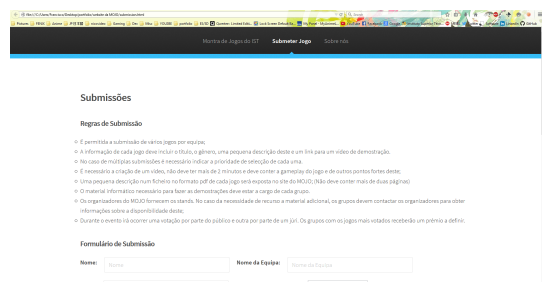 Montra de Jogos do IST Submeter Jogo Sobre nós
Submissões
Regras de Submissão
É permitida a submissão de vários jogos por equipa;
A informação de cada jogo deve incluir o título, o género, uma pequena descrição deste e um link para um vídeo de demostração.
No caso de múltiplas submissões é necessário indicar a prioridade de selecção de cada uma.
É necessário a criação de um vídeo, não deve ter mais de 2 minutos e deve conter a gameplay do jogo e de outros pontos fortes deste;
Uma pequena descrição num ficheiro no formato pdf de cada jogo será exposta no site do MOJO; (Não deve conter mais de duas páginas)
O material informático necessário para fazer as demostrações deve estar a cargo de cada grupo.
Os organizadores do MOJO fornecem os stands. No caso da necessidade de recurso a material adicional, os grupos devem contactar os organizadores para obter
informações sobre a disponibilidade deste;
Durante o evento irá ocorrer uma votação por parte do público e outra por parte de um júri. Os grupos com os jogos mais votados receberão um prémio a definir.
Formulário de Submissão
Nome: Nome Nome da Equipa: Nome da Equipa